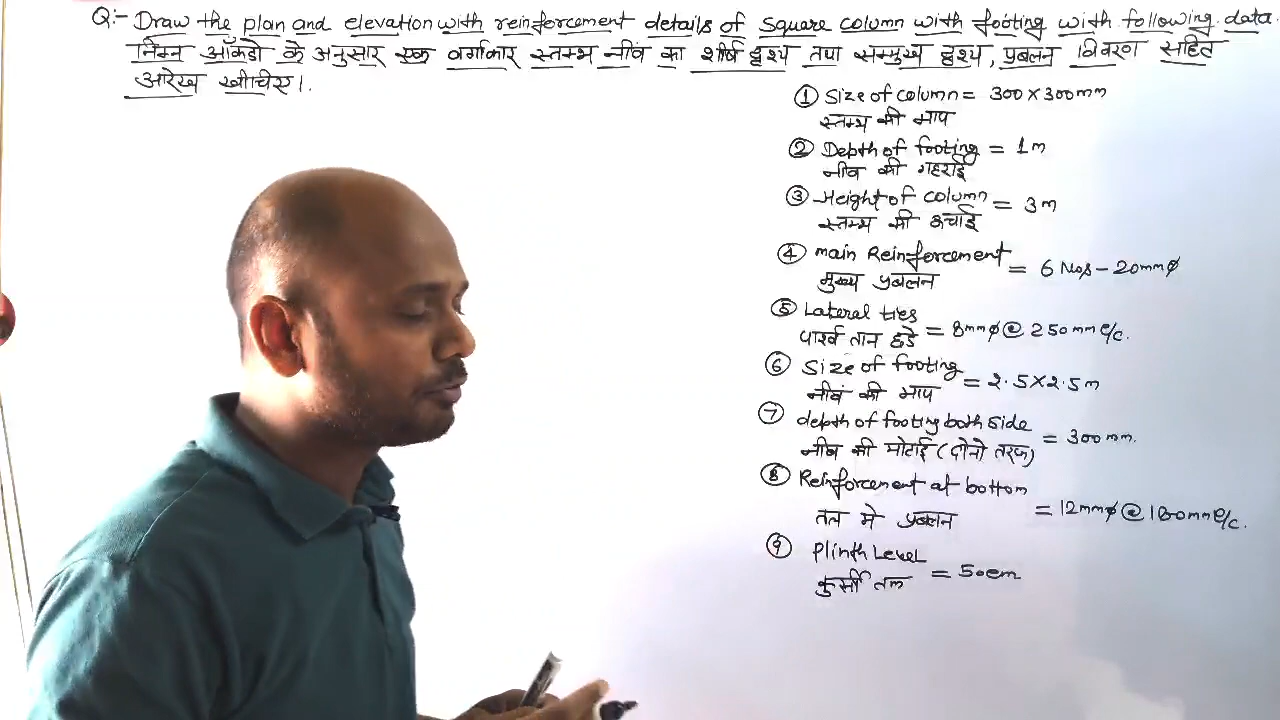 Q:- Draw the plan and elevation with reinforcement details of square column with footing with following data.
निम्न आँकडो के अनुसार एक वर्गाकार स्तम्भ नींव का शीर्ष दृश्य तथा सम्मुख दृश्य, प्रबलन विवरण सहित
आरेख खींचिए।
① Size of column = 300 x 300mm
स्तम्भ की माप
② Depth of footing = 1m
नींव की गहराई
③ Height of column = 3m
स्तम्भ की ऊचाई
④ main Reinforcement = 6 Nos - 20mmφ
मुख्य प्रबलन
⑤ Lateral ties = 8mmφ@250mm c/c.
पार्श्व तान छडे
⑥ Size of footing = 2.5x2.5m
नीवं की माप
⑦ depth of footing both side = 300mm.
नींव की मोटाई (दोनो तरफ)
⑧ Reinforcement at bottom = 12mmφ@180mm c/c.
तल मे प्रबलन
⑨ Plinth Level = 50cm
कुर्सी तल